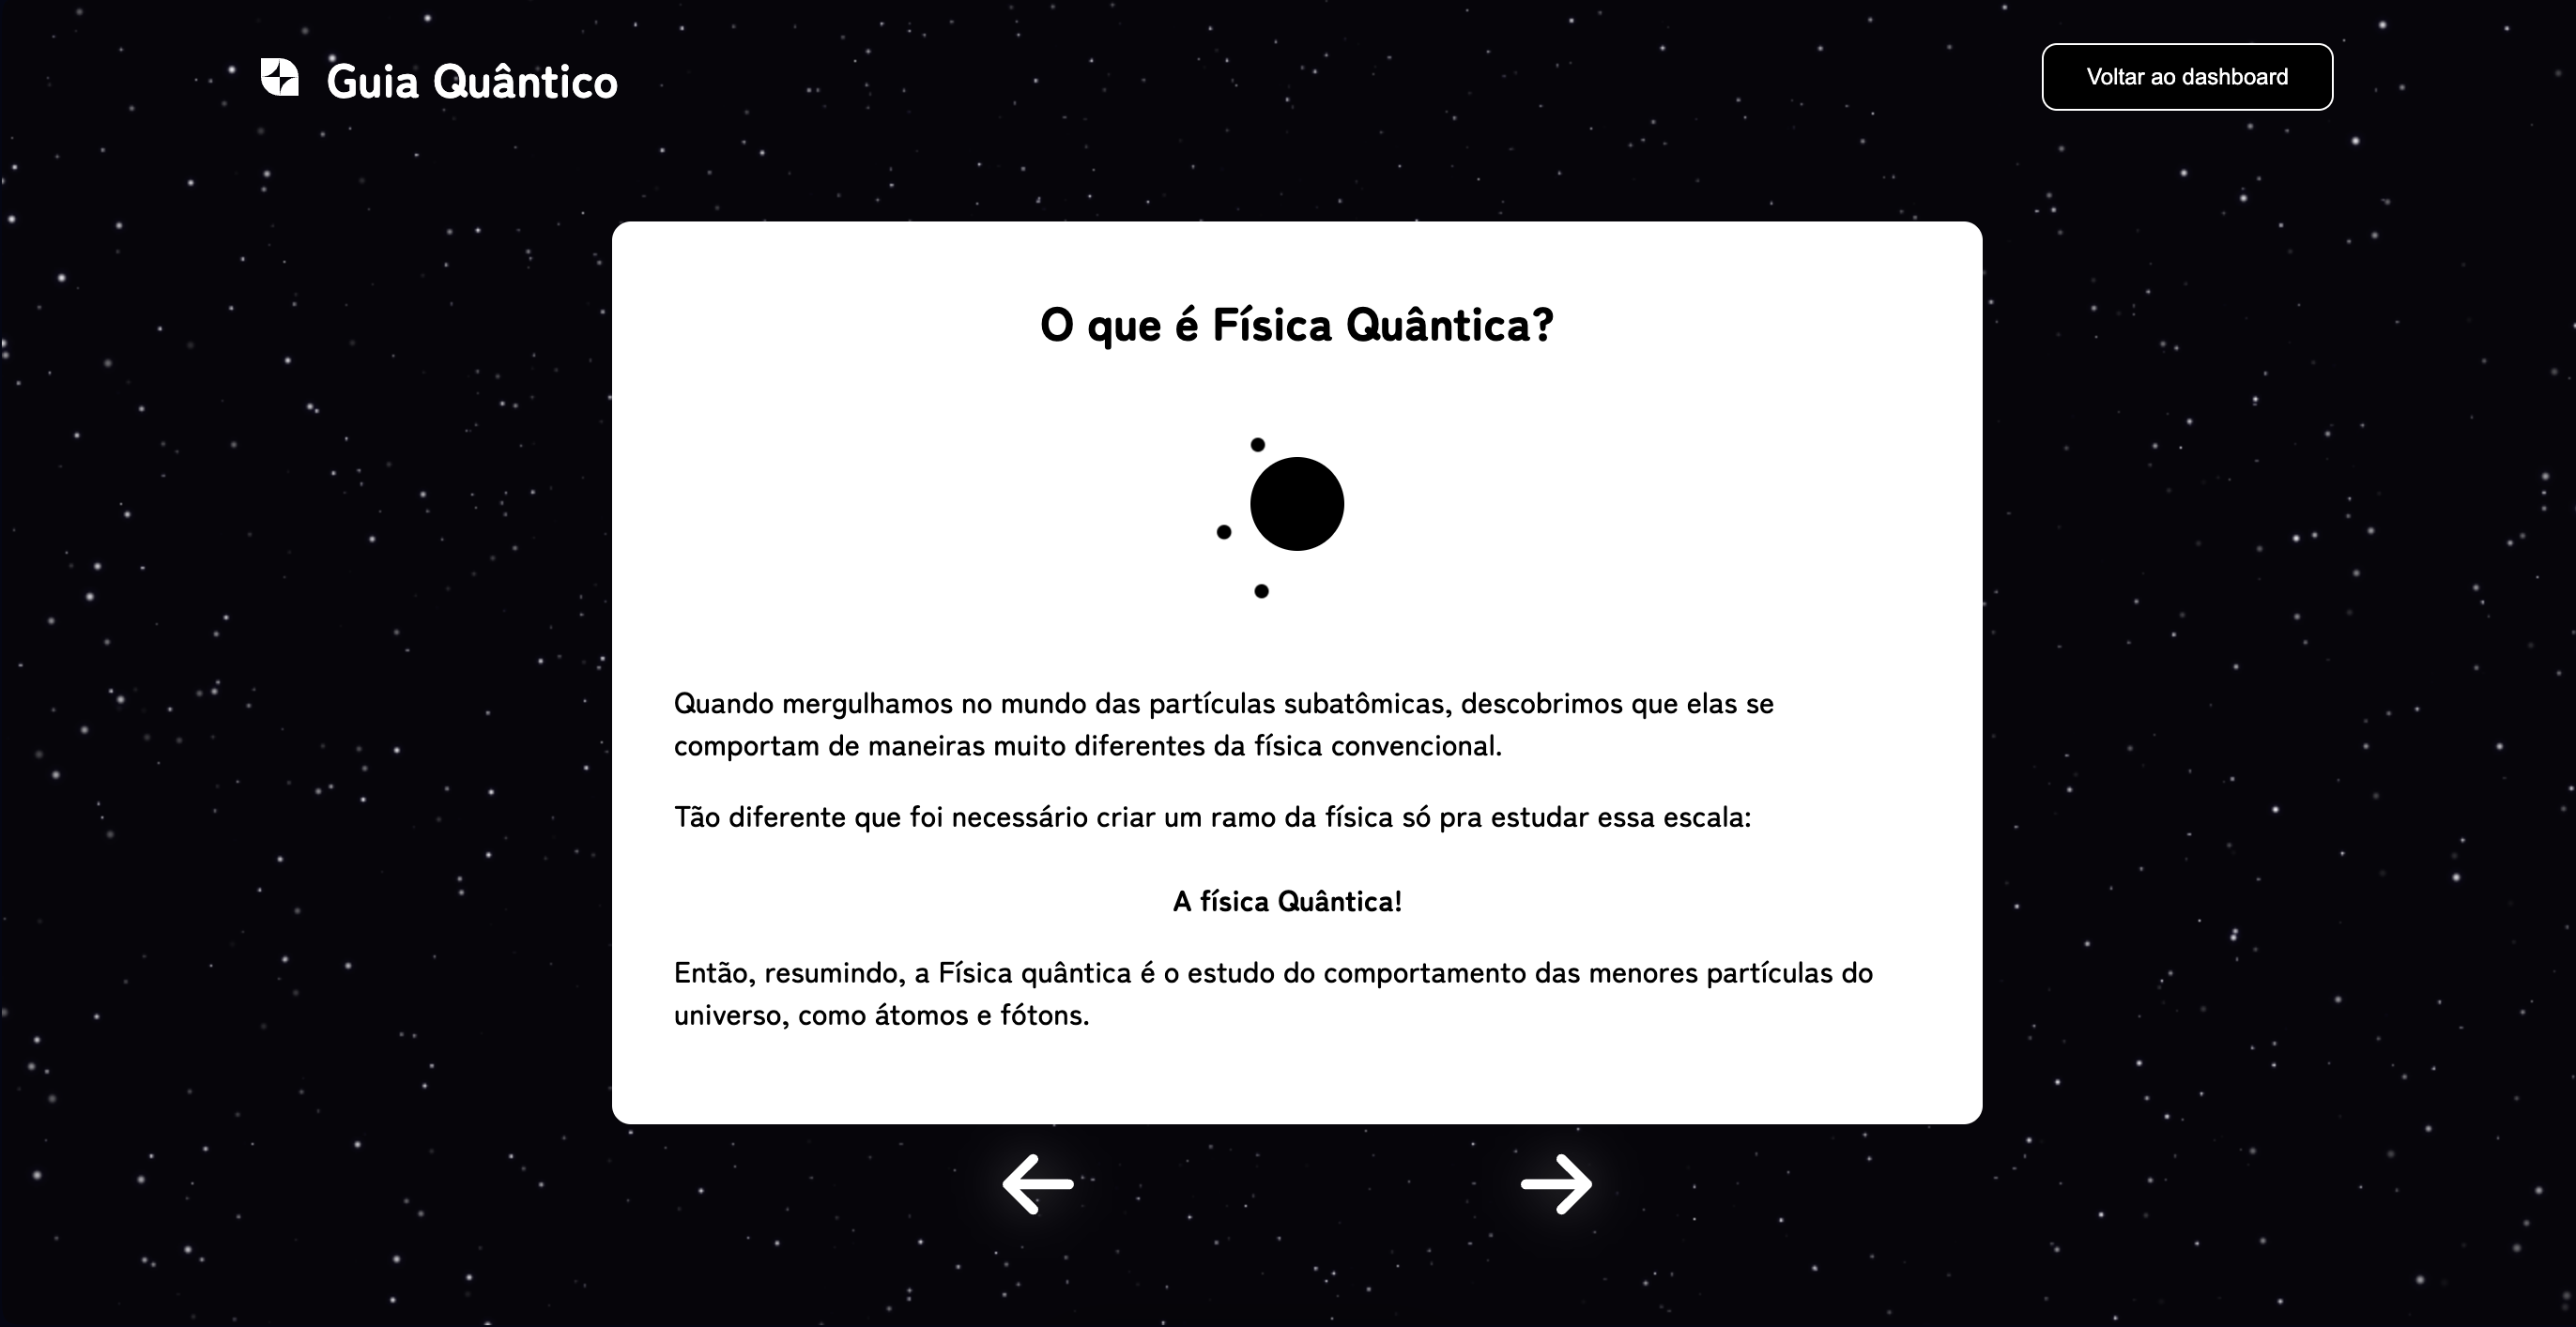 Guia Quântico
Voltar ao dashboard
O que é Física Quântica?
Quando mergulhamos no mundo das partículas subatômicas, descobrimos que elas se
comportam de maneiras muito diferentes da física convencional.
Tão diferente que foi necessário criar um ramo da física só pra estudar essa escala:
A física Quântica!
Então, resumindo, a Física quântica é o estudo do comportamento das menores partículas do
universo, como átomos e fótons.